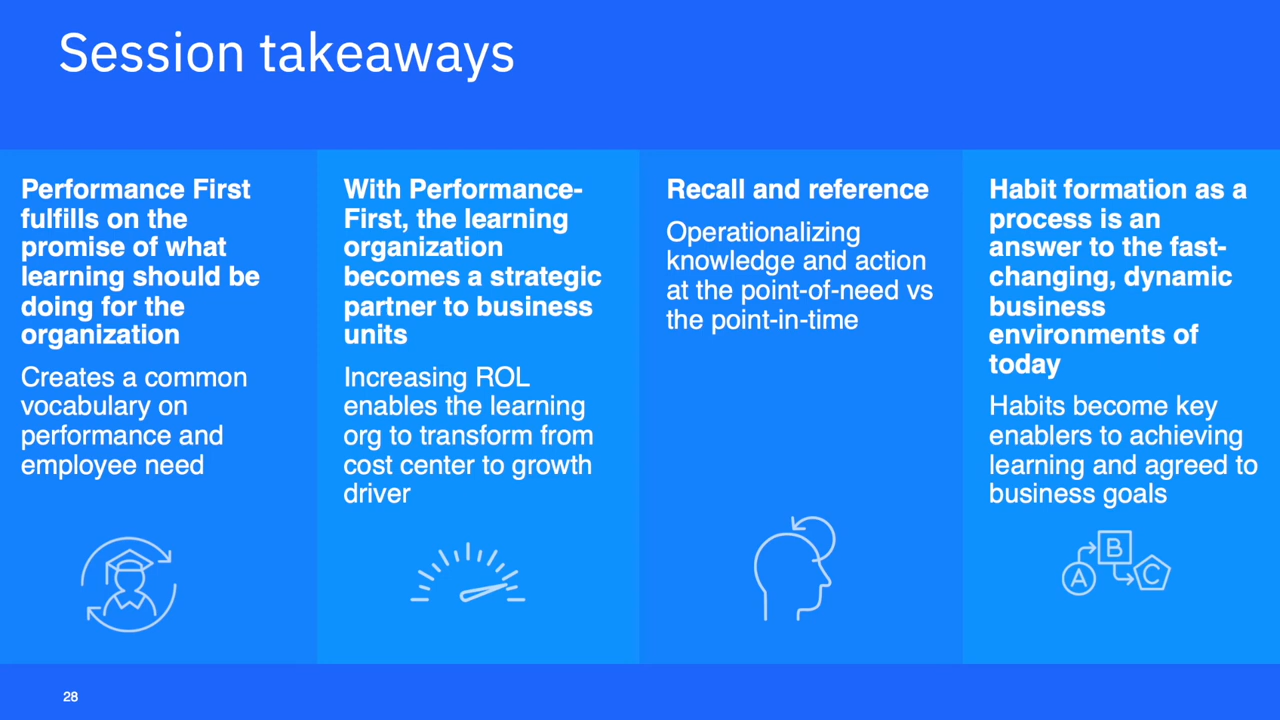 Session takeaways
Performance First
fulfills on the
promise of what
learning should be
doing for the
organization
Creates a common
vocabulary on
performance and
employee need
With Performance-
First, the learning
organization
becomes a strategic
partner to business
units
Increasing ROL
enables the learning
org to transform from
cost center to growth
driver
Recall and reference
Operationalizing
knowledge and action
at the point-of-need vs
the point-in-time
Habit formation as a
process is an
answer to the fast-
changing, dynamic
business
environments of
today
Habits become key
enablers to achieving
learning and agreed to
business goals
A
B
C
28